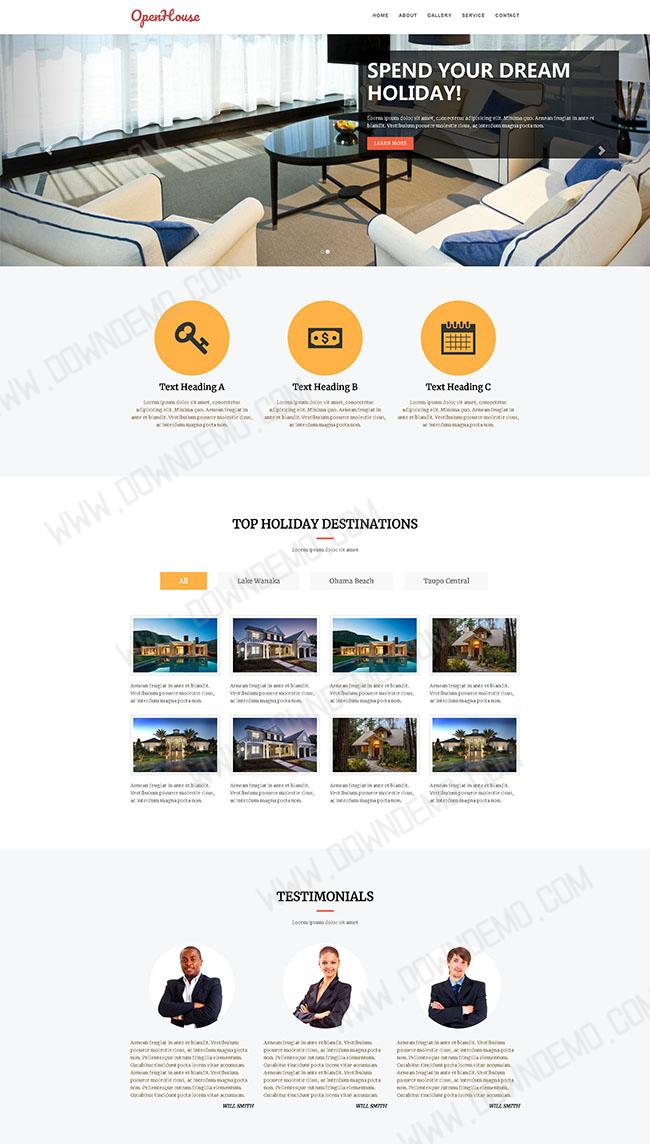 OpenHouse
HOME ABOUT GALLERY SERVICE CONTACT
SPEND YOUR DREAM
HOLIDAY!
Lorem ipsum dolor sit amet, consectetur adipisicing elit. Minima quo. Aenean feugiat in ante et
blandit. Vestibulum posuere molestie risus, ac interdum magna porta non.
LEARN MORE
Text Heading A
Lorem ipsum dolor sit amet, consectetur
adipisicing elit. Minima quo. Aenean feugiat in
ante et blandit. Vestibulum posuere molestie risus,
ac interdum magna porta non.
Text Heading B
Lorem ipsum dolor sit amet, consectetur
adipisicing elit. Minima quo. Aenean feugiat in
ante et blandit. Vestibulum posuere molestie risus,
ac interdum magna porta non.
Text Heading C
Lorem ipsum dolor sit amet, consectetur
adipisicing elit. Minima quo. Aenean feugiat in
ante et blandit. Vestibulum posuere molestie risus,
ac interdum magna porta non.
TOP HOLIDAY DESTINATIONS
Lorem ipsum dolor sit amet
All Lake Wanaka Ohama Beach Taupo Central
Aenean feugiat in ante et blandit.
Vestibulum posuere molestie risus,
ac interdum magna porta non.
Aenean feugiat in ante et blandit.
Vestibulum posuere molestie risus,
ac interdum magna porta non.
Aenean feugiat in ante et blandit.
Vestibulum posuere molestie risus,
ac interdum magna porta non.
Aenean feugiat in ante et blandit.
Vestibulum posuere molestie risus,
ac interdum magna porta non.
Aenean feugiat in ante et blandit.
Vestibulum posuere molestie risus,
ac interdum magna porta non.
Aenean feugiat in ante et blandit.
Vestibulum posuere molestie risus,
ac interdum magna porta non.
Aenean feugiat in ante et blandit.
Vestibulum posuere molestie risus,
ac interdum magna porta non.
Aenean feugiat in ante et blandit.
Vestibulum posuere molestie risus,
ac interdum magna porta non.
TESTIMONIALS
Lorem ipsum dolor sit amet
Aenean feugiat in ante et blandit. Vestibulum
posuere molestie risus, ac interdum magna porta
non. Pellentesque rutrum fringilla elementum.
Curabitur tincidunt porta lorem vitae accumsan.
Aenean feugiat in ante et blandit. Vestibulum
posuere molestie risus, ac interdum magna porta
non. Pellentesque rutrum fringilla elementum.
Curabitur tincidunt porta lorem vitae accumsan.
WILL SMITH
Aenean feugiat in ante et blandit. Vestibulum
posuere molestie risus, ac interdum magna porta
non. Pellentesque rutrum fringilla elementum.
Curabitur tincidunt porta lorem vitae accumsan.
Aenean feugiat in ante et blandit. Vestibulum
posuere molestie risus, ac interdum magna porta
non. Pellentesque rutrum fringilla elementum.
Curabitur tincidunt porta lorem vitae accumsan.
WILL SMITH
Aenean feugiat in ante et blandit. Vestibulum
posuere molestie risus, ac interdum magna porta
non. Pellentesque rutrum fringilla elementum.
Curabitur tincidunt porta lorem vitae accumsan.
Aenean feugiat in ante et blandit. Vestibulum
posuere molestie risus, ac interdum magna porta
non. Pellentesque rutrum fringilla elementum.
Curabitur tincidunt porta lorem vitae accumsan.
WILL SMITH
WWW.DOWNDEMO.COM